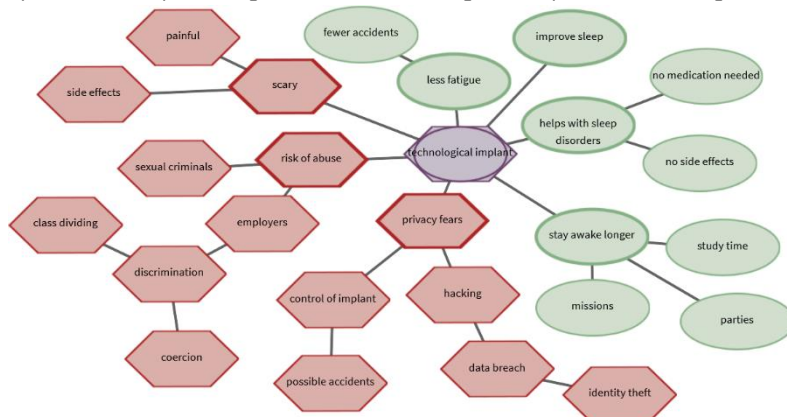 painful
fewer accidents
improve sleep
scary
less fatigue
no medication needed
side effects
helps with sleep
disorders
technological implant
sexual criminals
risk of abuse
no side effects
class dividing
employers
privacy fears
stay awake longer
study time
discrimination
control of implant
hacking
missions
parties
coercion
possible accidents
data breach
identity theft